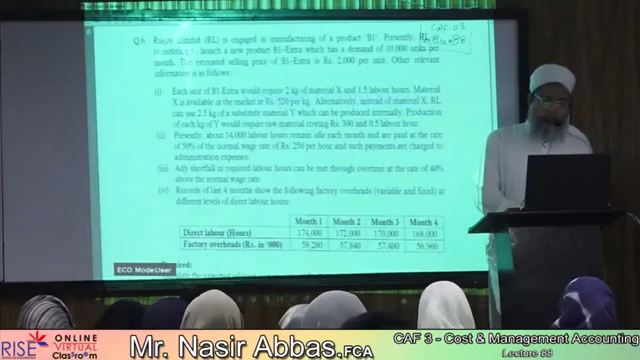 CAF 03
88
Q.6 Limited (RL) is engaged in manufacturing of a product 'B1'. Presently, RL
launch a new product B1-Extra which has a demand of 10,000 units per
month. The estimated selling price of B1-Extra is Rs. 2,000 per unit. Other relevant
information is as follows:
(i) Each unit of B1-Extra would require 2 kg of material X and 1.5 labour hours. Material
X is available in the market at Rs. 520 per kg. Alternatively, instead of material X, RL
can use 2.5 kg of a substitute material Y which can be produced internally. Production
of each kg of Y would require raw material costing Rs. 300 and 0.5 labour hour.
(ii) Presently, about 14,000 labour hours remain idle each month and are paid at the rate
of 50% of the normal wage rate of Rs. 250 per hour and such payments are charged to
administration expenses.
(iii) Any shortfall in required labour hours can be met through overtime at the rate of 40%
above the normal wage rate.
(iv) Records of last 4 months show the following factory overheads (variable and fixed) at
different levels of direct labour hours:
Month 1 Month 2 Month 3 Month 4
Direct labour (Hours) 174,000 172,000 170,000 168,000
Factory overheads (Rs. in '000) 58,280 57,840 57,400 56,960
ECO Mode:User
RISE ONLINE VIRTUAL Classroom
Mr. Nasir Abbas.FCA
CAF 3 - Cost & Management Accounting
Lecture 88